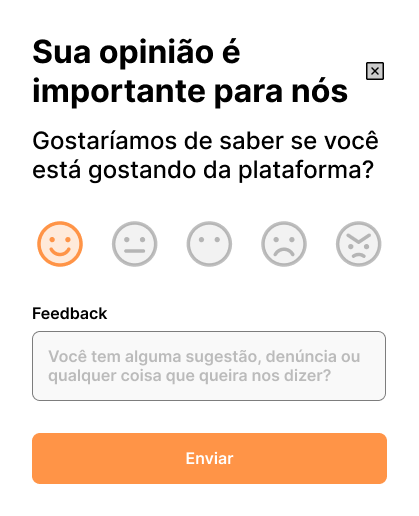 Sua opinião é
importante para nós
Gostaríamos de saber se você
está gostando da plataforma?
Feedback
Você tem alguma sugestão, denúncia ou
qualquer coisa que queira nos dizer?
Enviar